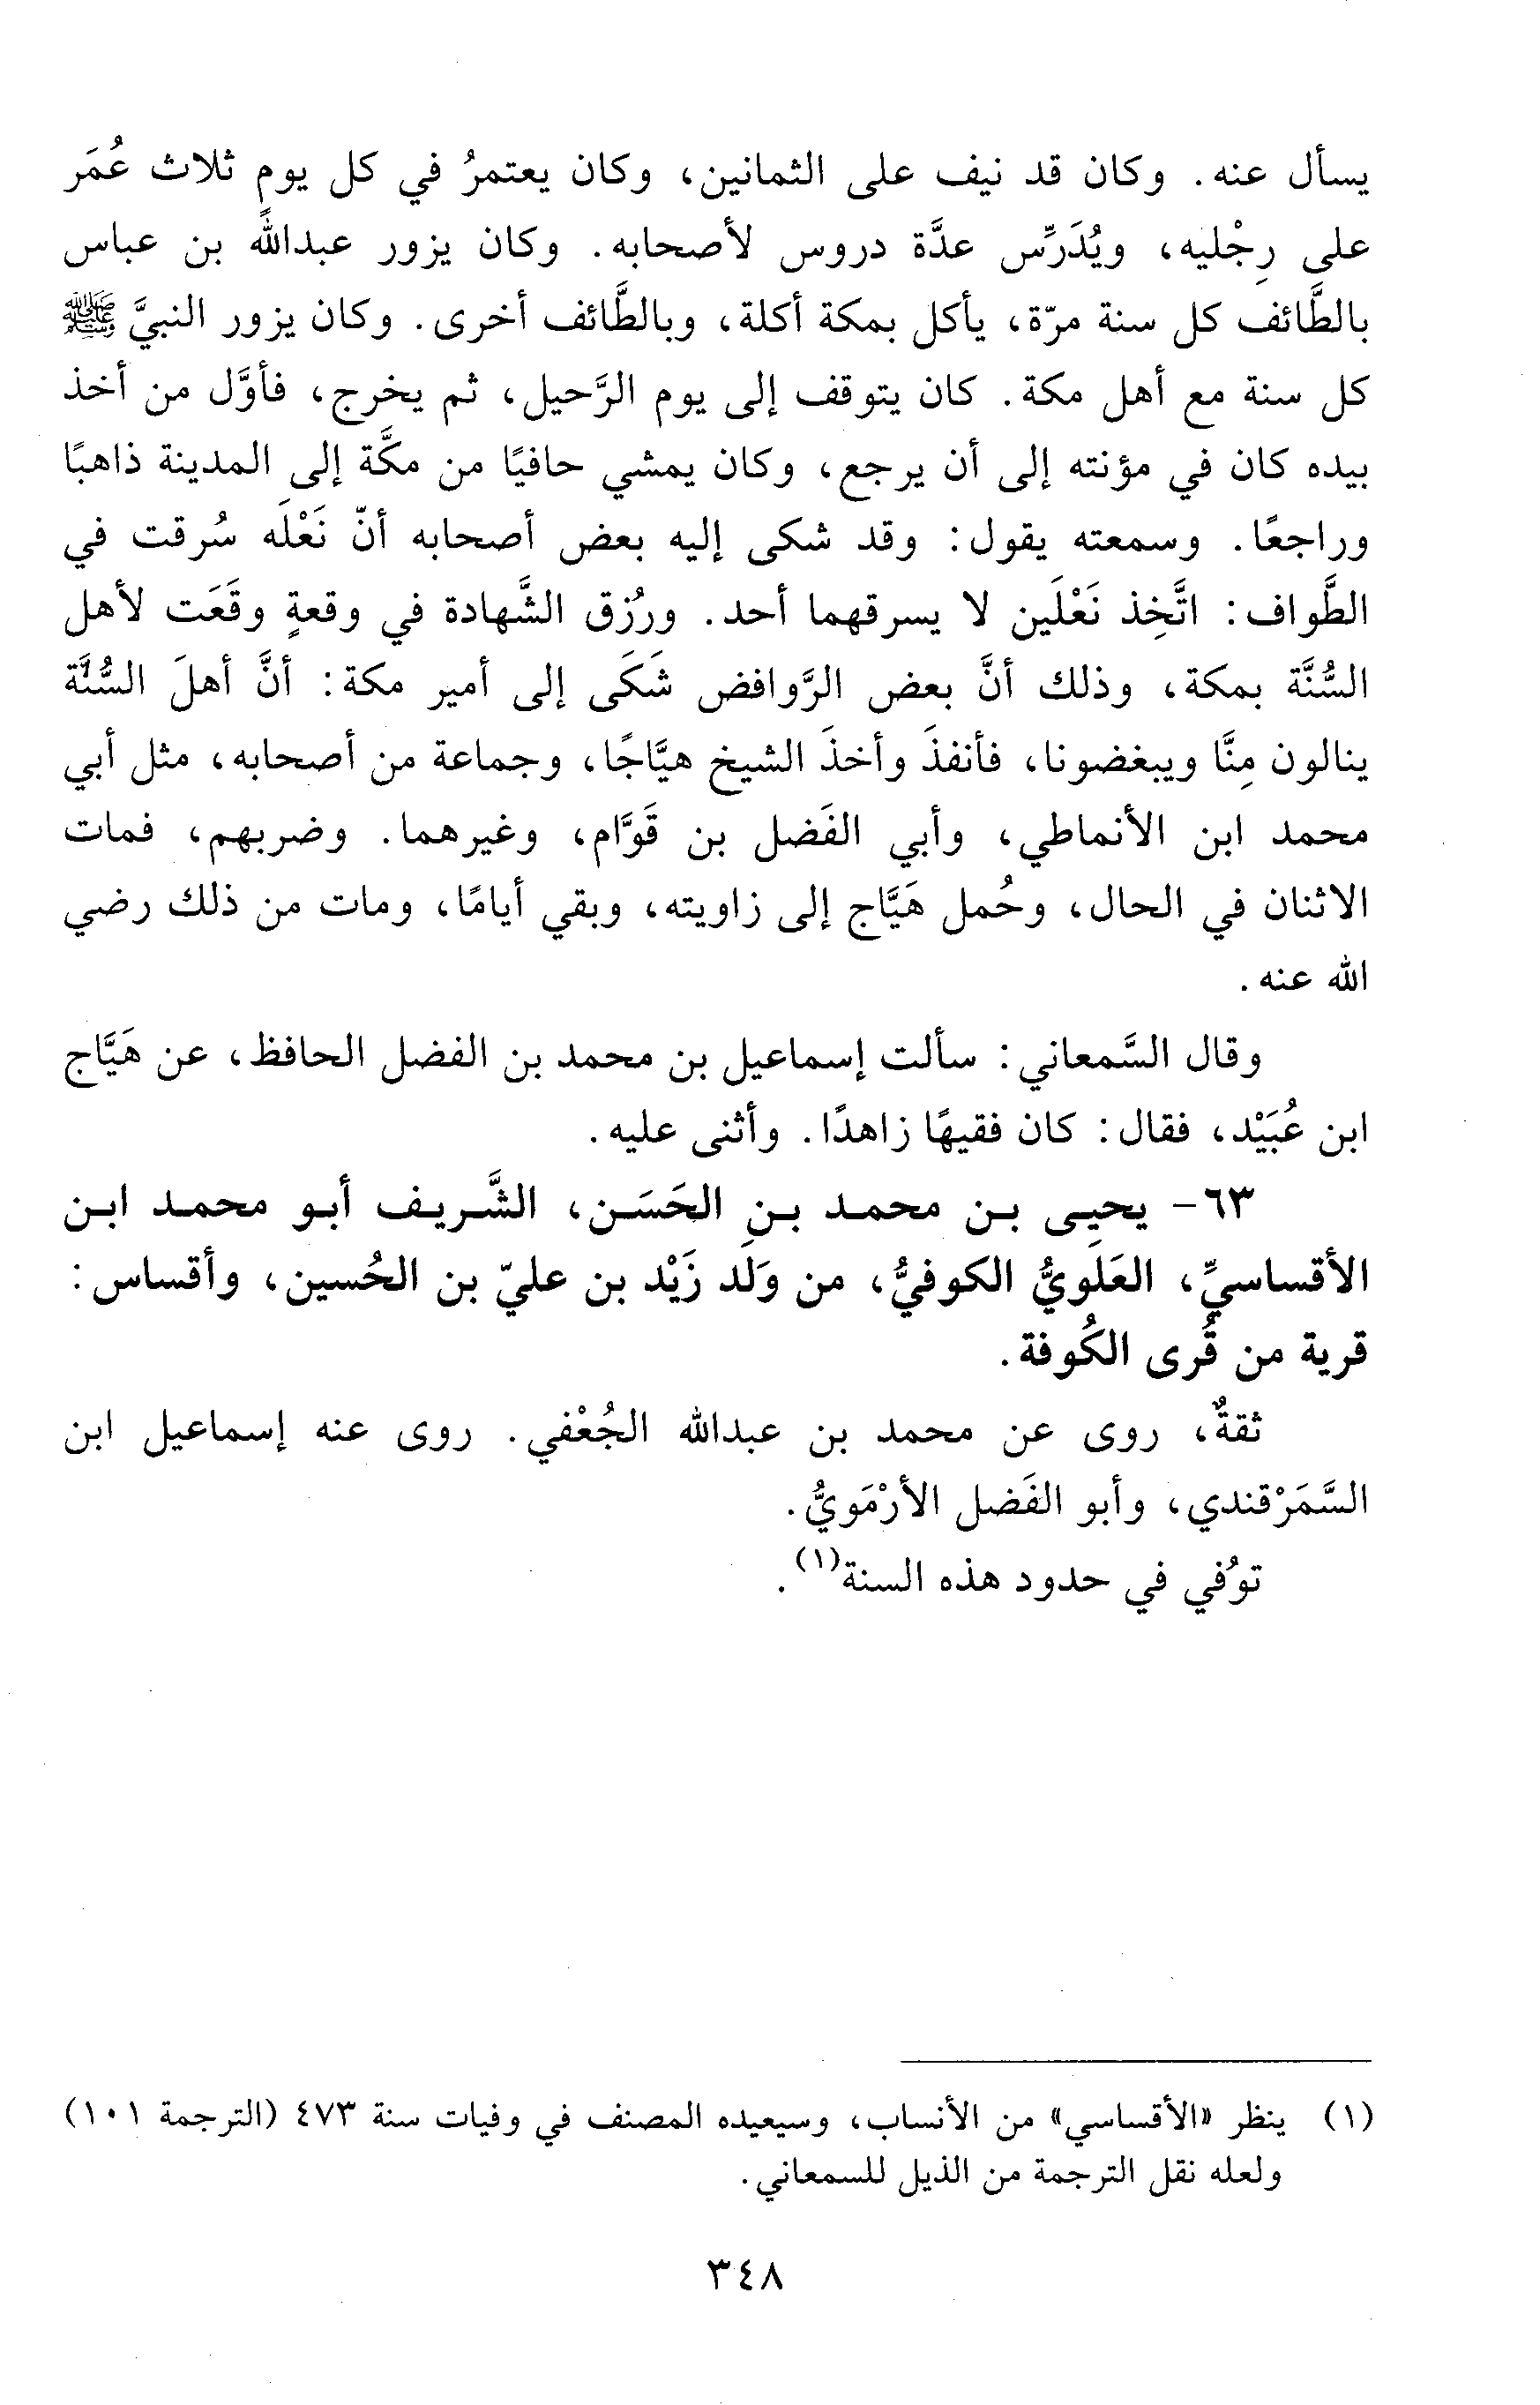 يسأل عنه. وكان قد نيف على الثمانين، وكان يعتمرُ في كل يوم ثلاث عُمَر
على رِجْليه، ويُدَرِّس عدَّة دروس لأصحابه. وكان يزور عبدالله بن عباس
بالطَّائف كل سنة مرّة، يأكل بمكة أكلة، وبالطَّائف أخرى. وكان يزور النبيَّ ﷺ
كل سنة مع أهل مكة. كان يتوقف إلى يوم الرَّحيل، ثم يخرج، فأوَّل من أخذ
بيده كان في مؤنته إلى أن يرجع، وكان يمشي حافيًا من مكَّة إلى المدينة ذاهبًا
وراجعًا. وسمعته يقول: وقد شكى إليه بعض أصحابه أنّ نَعْلَه سُرقت في
الطَّواف: اتَّخِذ نَعْلَين لا يسرقهما أحد. ورُزق الشَّهادة في وقعةٍ وقَعَت لأهل
السُّنَّة بمكة، وذلك أنَّ بعض الرَّوافض شَكَى إلى أمير مكة: أنَّ أهلَ السُّنَّة
ينالون مِنَّا ويبغضونا، فأنفذَ وأخذَ الشيخ هيَّاجًا، وجماعة من أصحابه، مثل أبي
محمد ابن الأنماطي، وأبي الفَضل بن قَوَّام، وغيرهما. وضربهم، فمات
الاثنان في الحال، وحُمل هَيَّاج إلى زاويته، وبقي أيامًا، ومات من ذلك رضي
الله عنه.
وقال السَّمعاني: سألت إسماعيل بن محمد بن الفضل الحافظ، عن هَيَّاج
ابن عُبَيْد، فقال: كان فقيهًا زاهدًا. وأثنى عليه.
٦٣- يحيى بن محمد بنِ الحَسَن، الشَّريف أبو محمد ابن
الأقساسيِّ، العَلَويُّ الكوفيُّ، من وَلَد زَيْد بن عليّ بن الحُسين، وأقساس:
قرية من قُرى الكُوفة.
ثقةٌ، روى عن محمد بن عبدالله الجُعْفي. روى عنه إسماعيل ابن
السَّمَرْقندي، وأبو الفَضل الأرْمَويُّ.
توُفي في حدود هذه السنة(١).
(١) ينظر «الأقساسي» من الأنساب، وسيعيده المصنف في وفيات سنة ٤٧٣ (الترجمة ١٠١)
ولعله نقل الترجمة من الذيل للسمعاني.
٣٤٨